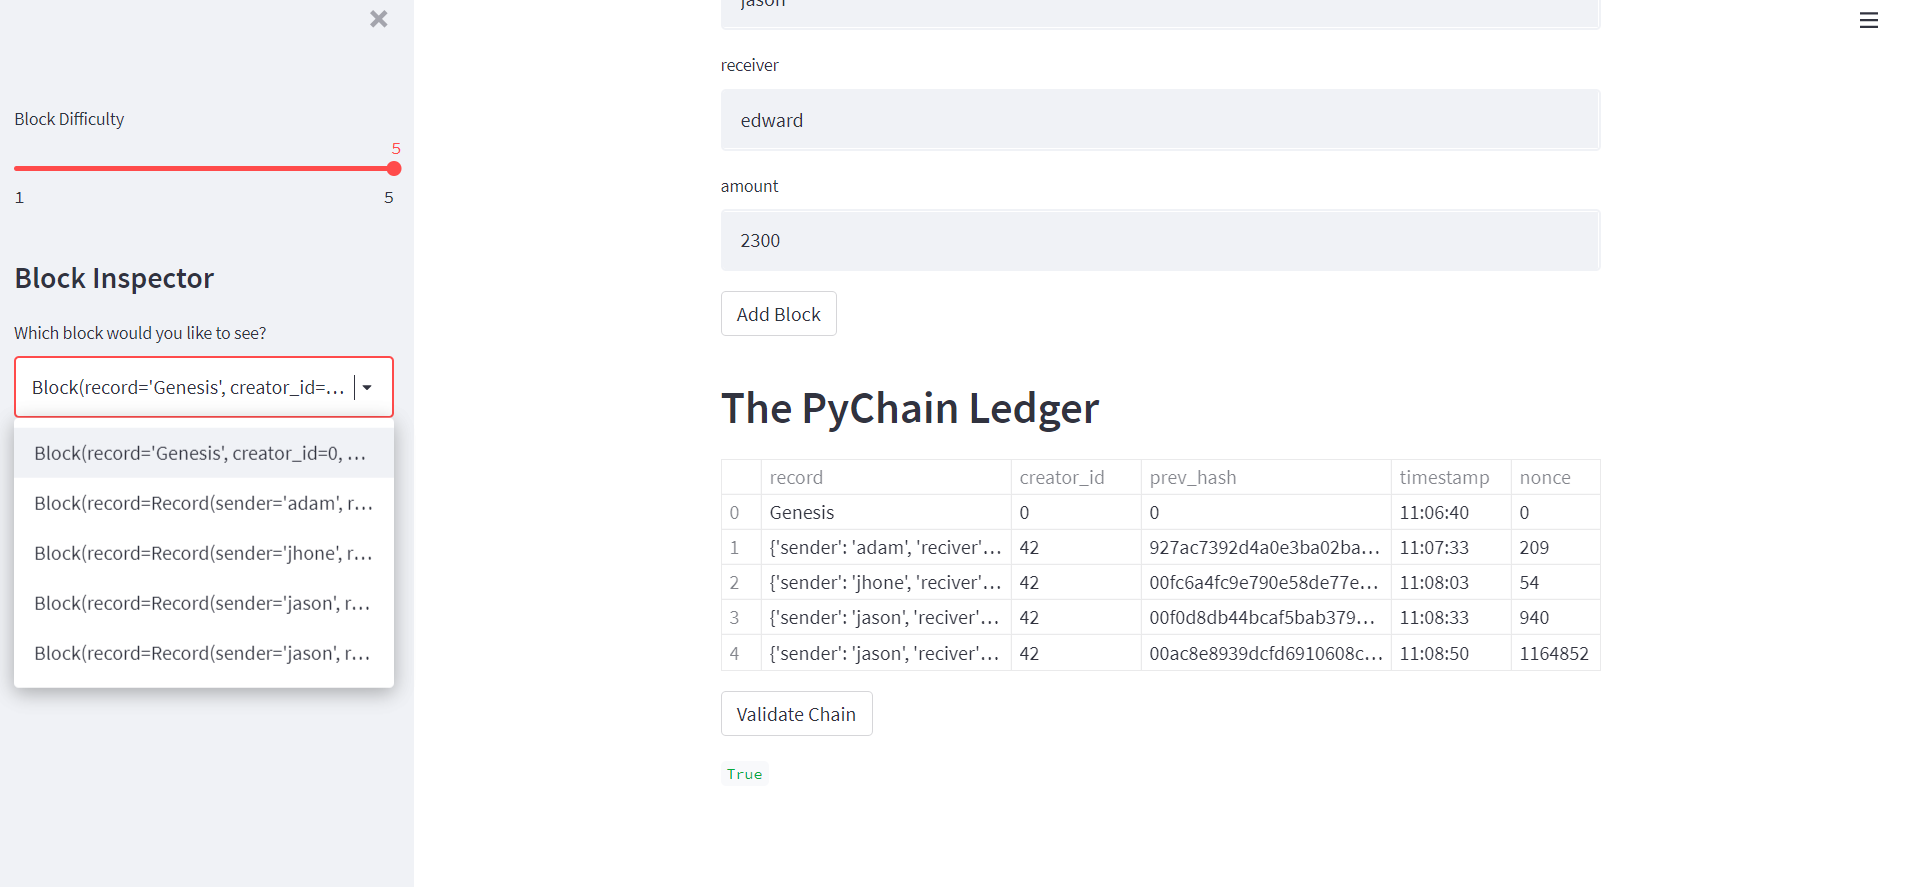 Block Difficulty
5
1 5
Block Inspector
Which block would you like to see?
Block(record='Genesis', creator_id=...
Block(record='Genesis', creator_id=0, ...
Block(record=Record(sender='adam', r...
Block(record=Record(sender='jhone', r...
Block(record=Record(sender='jason', r...
Block(record=Record(sender='jason', r...
jason
receiver
edward
amount
2300
Add Block
The PyChain Ledger
record creator_id prev_hash timestamp nonce
0 Genesis 0 0 11:06:40 0
1 {'sender': 'adam', 'reciver'... 42 927ac7392d4a0e3ba02ba... 11:07:33 209
2 {'sender': 'jhone', 'reciver'... 42 00fc6a4fc9e790e58de77e... 11:08:03 54
3 {'sender': 'jason', 'reciver'... 42 00f0d8db44bcaf5bab379... 11:08:33 940
4 {'sender': 'jason', 'reciver'... 42 00ac8e8939dcfd6910608c... 11:08:50 1164852
Validate Chain
True